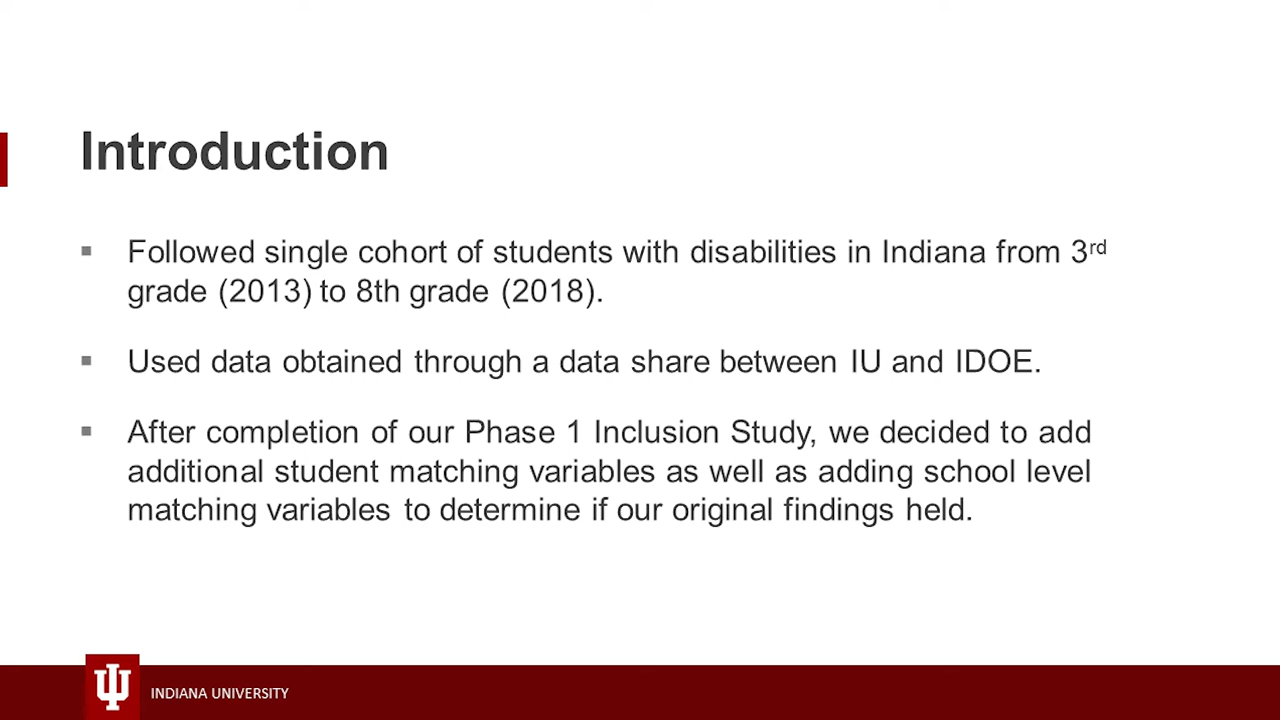 Introduction
▪ Followed single cohort of students with disabilities in Indiana from 3rd
grade (2013) to 8th grade (2018).
▪ Used data obtained through a data share between IU and IDOE.
▪ After completion of our Phase 1 Inclusion Study, we decided to add
additional student matching variables as well as adding school level
matching variables to determine if our original findings held.
INDIANA UNIVERSITY